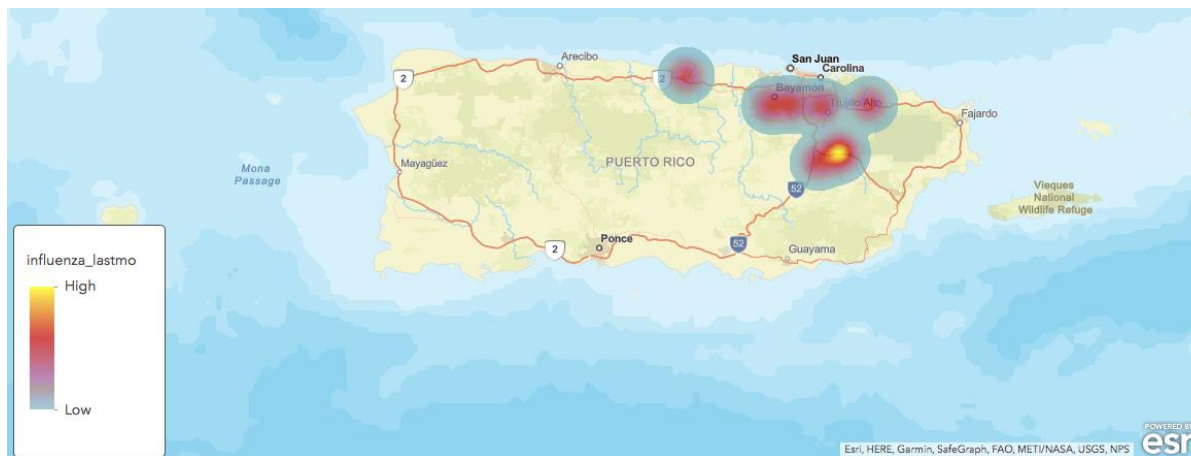 Arecibo
San Juan
Carolina
2
2
Bayamón
Trujillo Alto
Fajardo
Mayagüez
PUERTO RICO
Mona
Passage
52
Vieques
National
Wildlife Refuge
Ponce
2
52
Guayama
influenza_lastmo
High
Low
POWERED BY
esri
Esri, HERE, Garmin, SafeGraph, FAO, METI/NASA, USGS, NPS